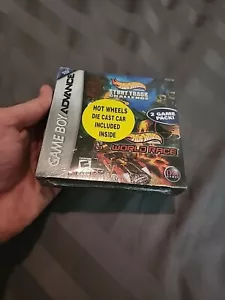 GAME BOY ADVANCE
Hot Wheels
STUNT TRACK
CHALLENGE
2 GAME
PACK!
HOT WHEELS
DIE CAST CAR
INCLUDED
INSIDE
WORLD RACE
E